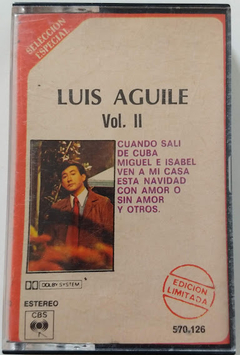 SELECCION
ESPECIAL
LUIS AGUILE
Vol. II
CUANDO SALI
DE CUBA
MIGUEL E ISABEL
VEN A MI CASA
ESTA NAVIDAD
CON AMOR O
SIN AMOR
Y OTROS.
DOLBY SYSTEM
EDICION
LIMITADA
ESTEREO
CBS
570.126